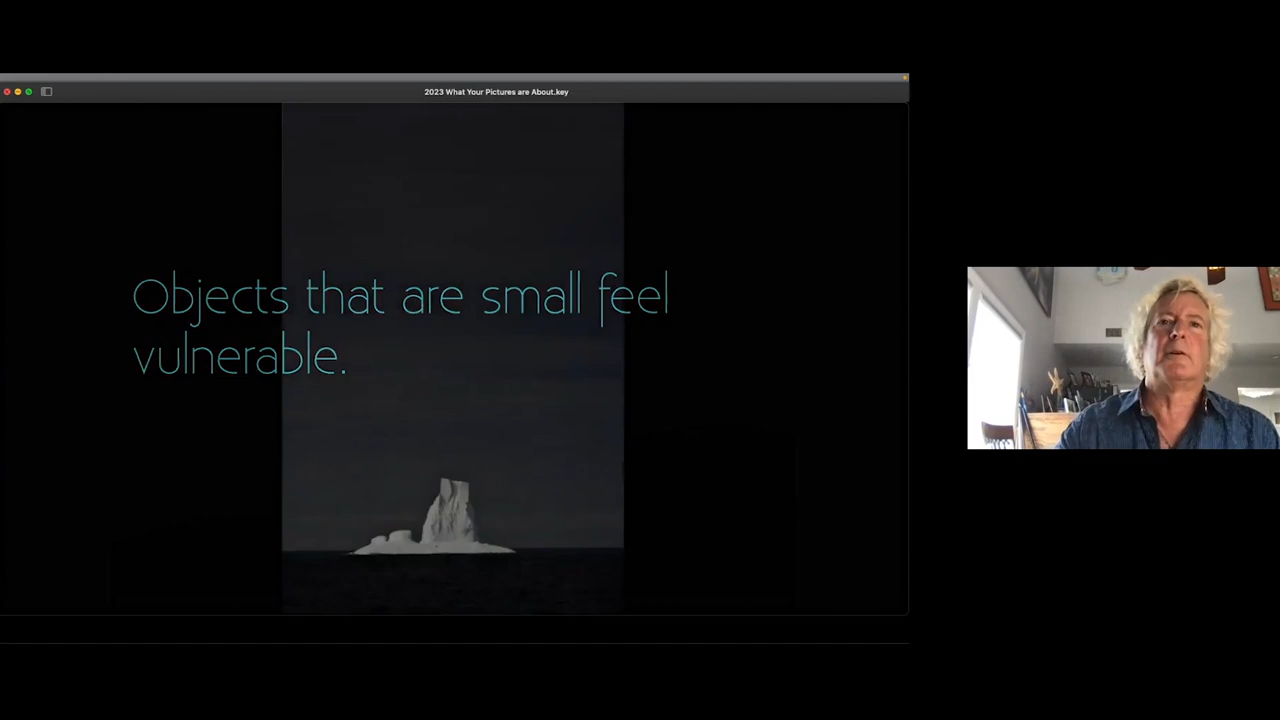 2023 What Your Pictures are About.key
Objects that are small feel
vulnerable.